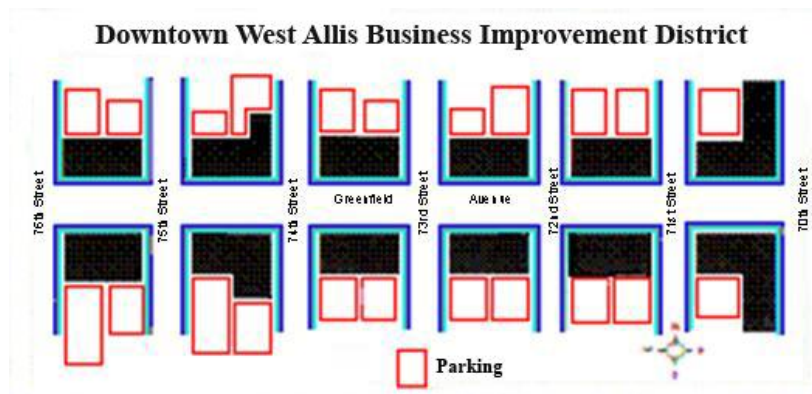 Downtown West Allis Business Improvement District
76th Street
75th Street
74th Street
Greenfield
73rd Street
Avenue
72nd Street
71st Street
70th Street
Parking